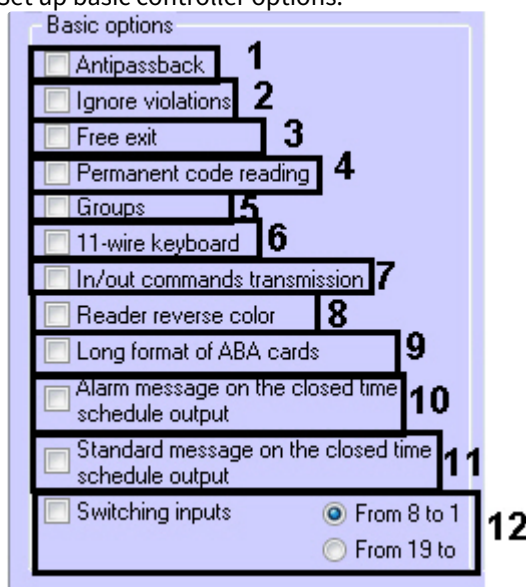 Set up basic controller options.
Basic options
Antipassback 1
Ignore violations 2
Free exit 3
Permanent code reading 4
Groups 5
11-wire keyboard 6
In/out commands transmission 7
Reader reverse color 8
Long format of ABA cards 9
Alarm message on the closed time
schedule output 10
Standard message on the closed time
schedule output 11
Switching inputs From 8 to 1 12
From 19 to